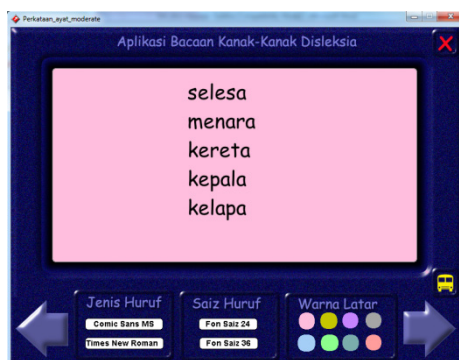 Perkataan_ayat_moderate
Aplikasi Bacaan Kanak-Kanak Disleksia
selesa
menara
kereta
kepala
kelapa
Jenis Huruf
Comic Sans MS
Times New Roman
Saiz Huruf
Fon Saiz 24
Fon Saiz 36
Warna Latar